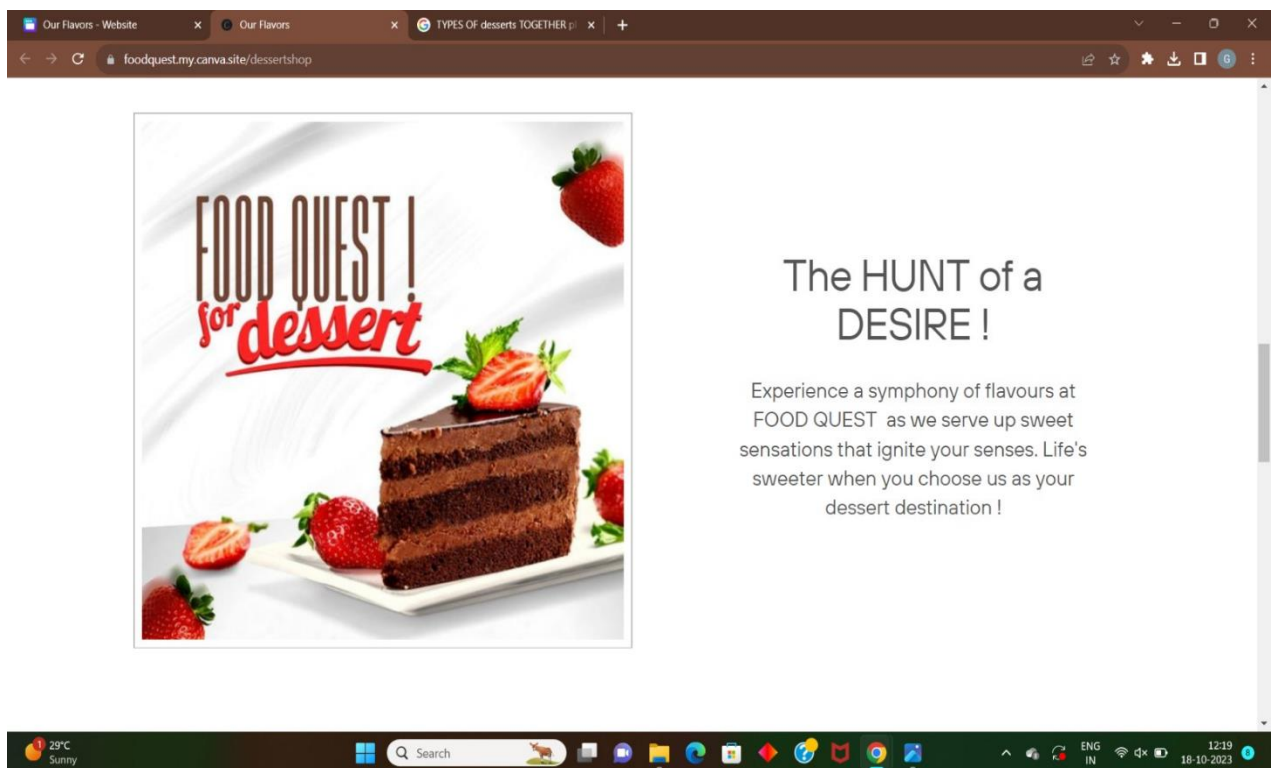 Our Flavors - Website
Our Flavors
TYPES OF desserts TOGETHER pl
foodquest.my.canva.site/dessertshop
G
FOOD QUEST !
for dessert
The HUNT of a
DESIRE !
Experience a symphony of flavours at
FOOD QUEST as we serve up sweet
sensations that ignite your senses. Life's
sweeter when you choose us as your
dessert destination !
1
29°C
Sunny
Search
ENG
IN
12:19
18-10-2023
8